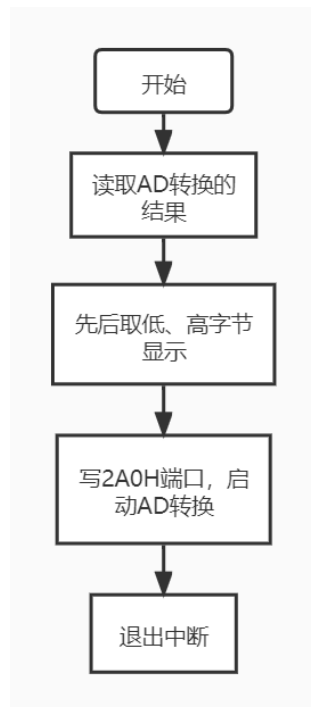 开始
读取AD转换的
结果
先后取低、高字节
显示
写2A0H端口，启
动AD转换
退出中断